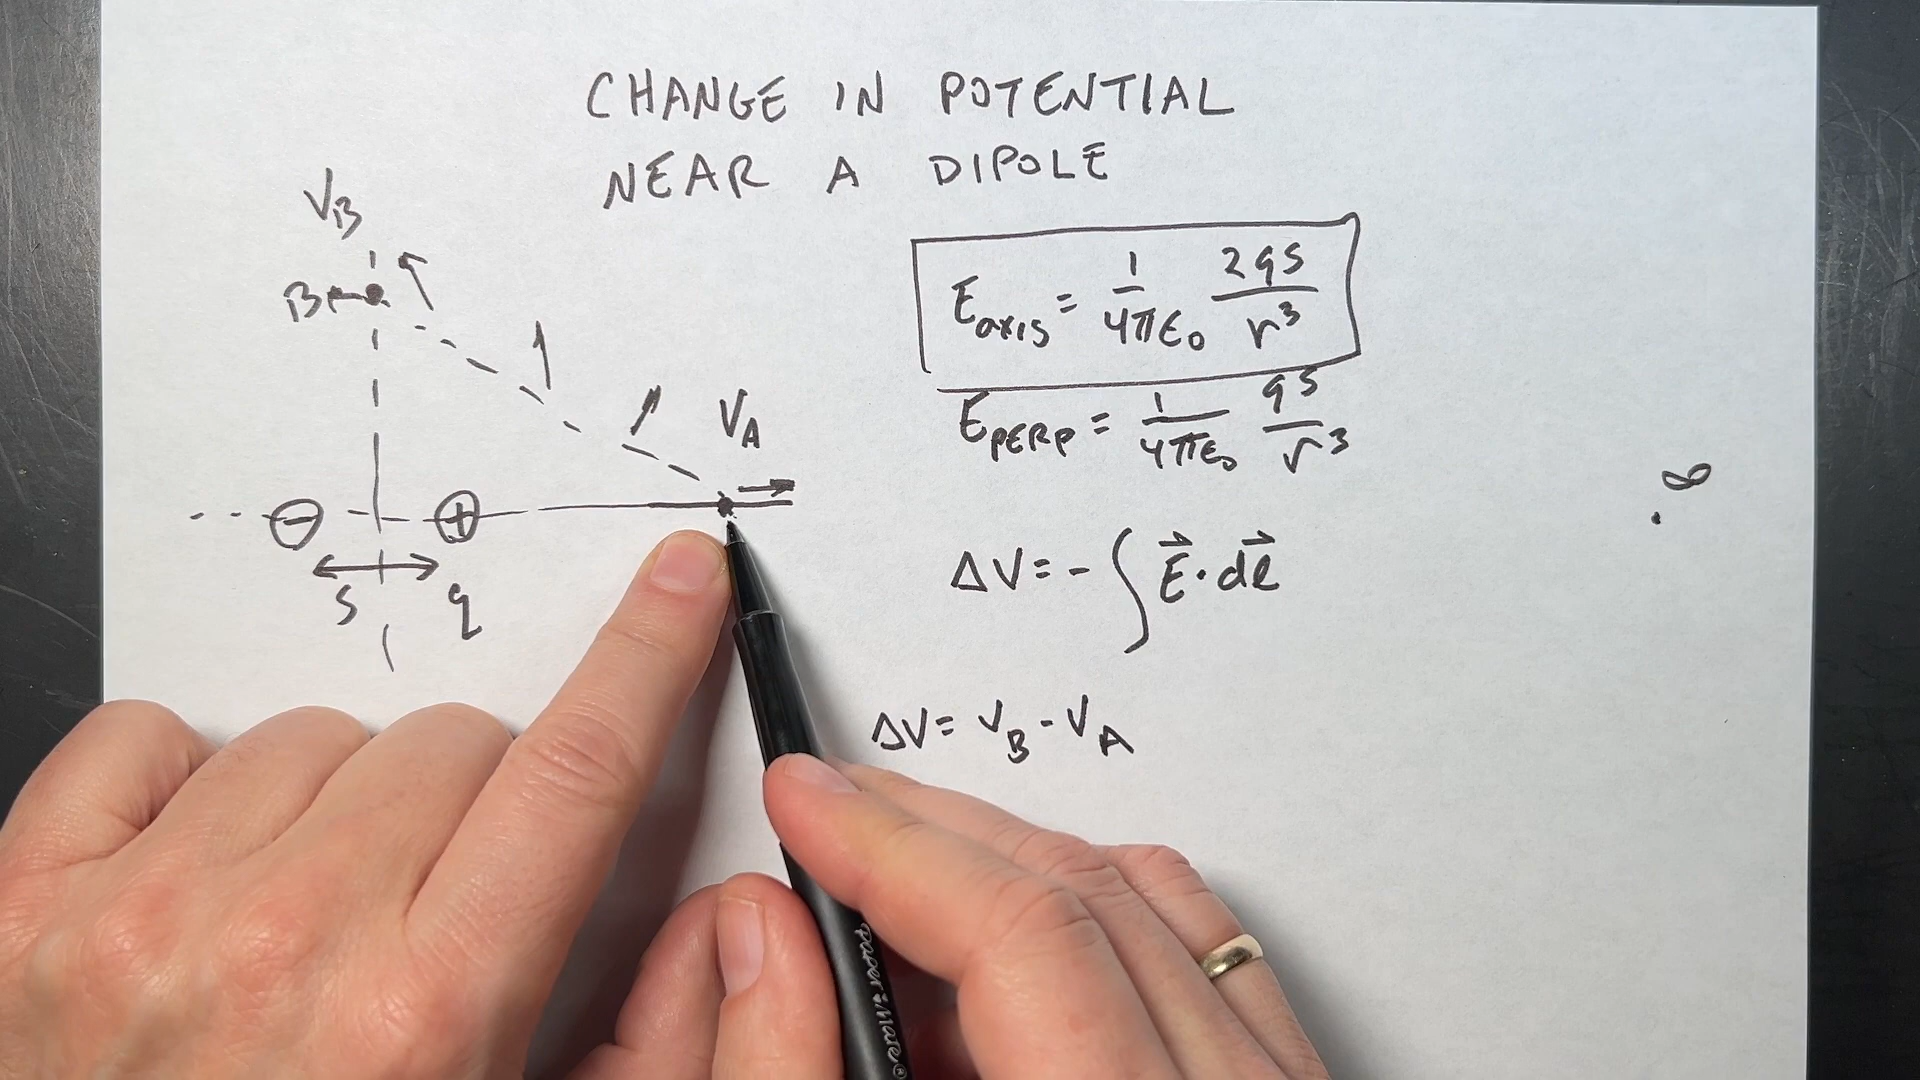 CHANGE IN POTENTIAL
NEAR A DIPOLE
V_B
B
V_A
- +
s q
E_axis = 1/4πε₀ 2qs/r³
E_PERP = 1/4πε₀ qs/r³
∞
ΔV = - ∫ E⃗ · dℓ⃗
ΔV = V_B - V_A
PAPER:MATE®